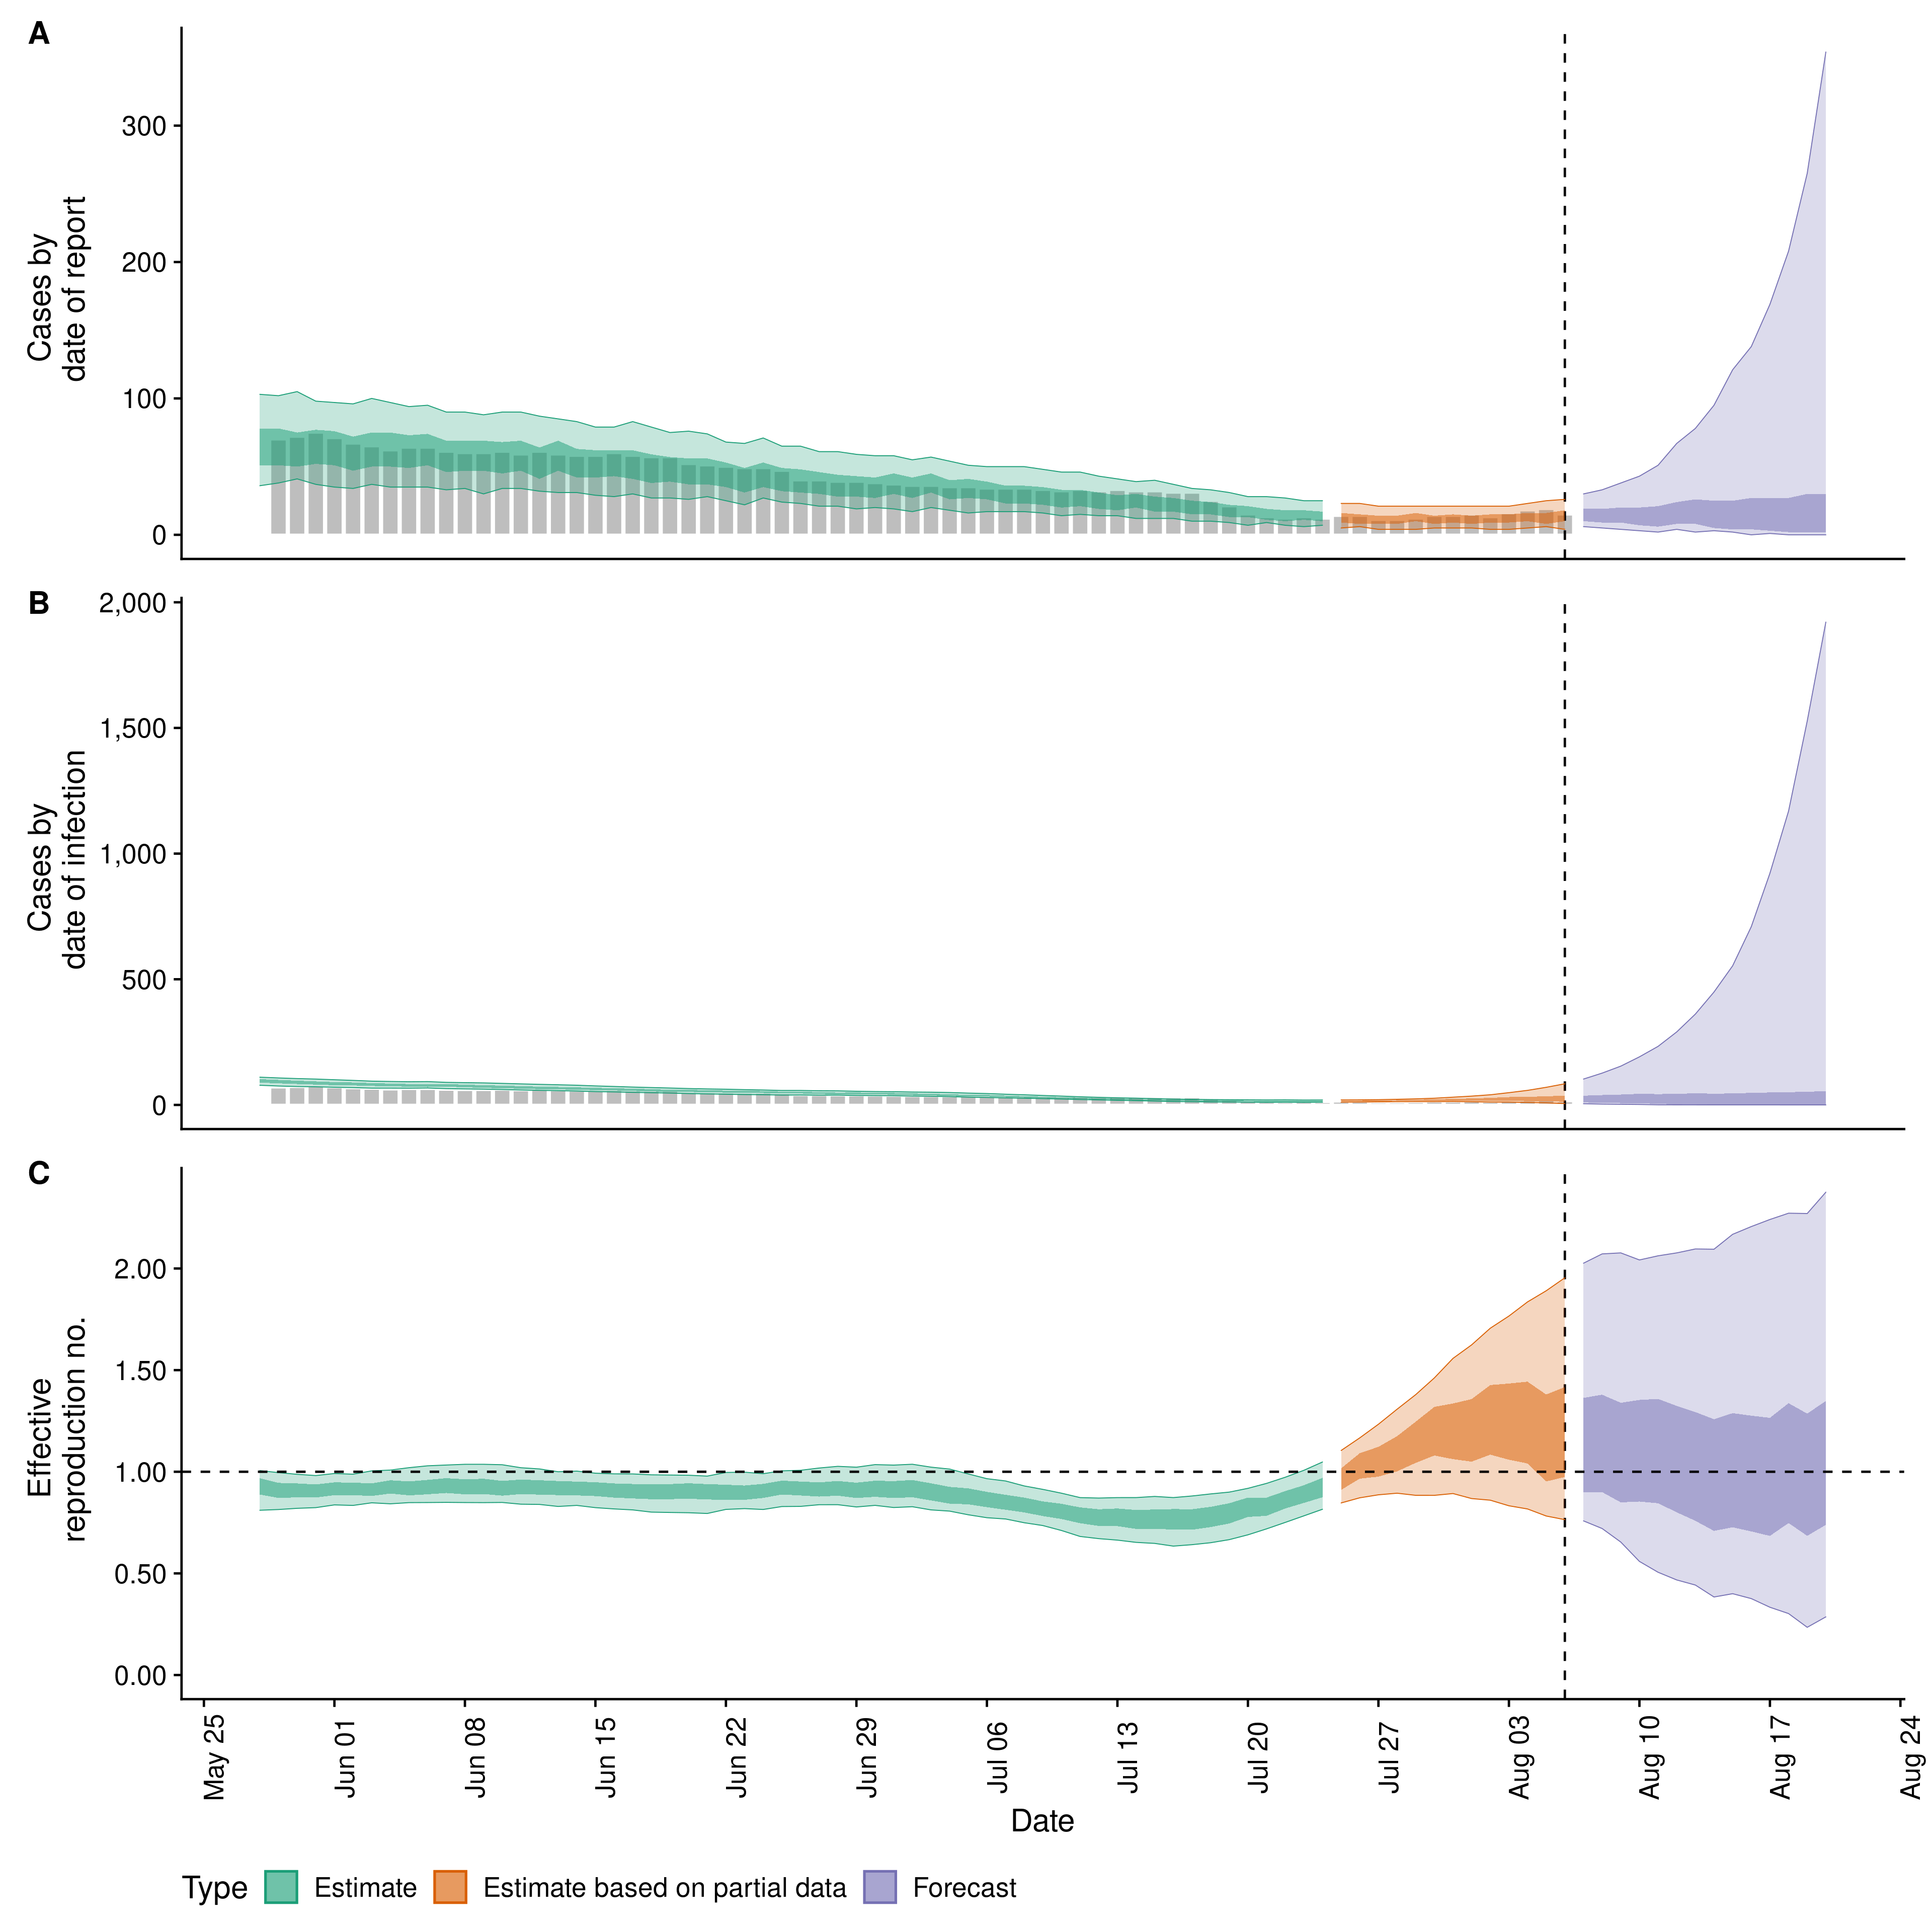 A
Cases by
date of report
300
200
100
0
B
Cases by
date of infection
2,000
1,500
1,000
500
0
C
Effective
reproduction no.
2.00
1.50
1.00
0.50
0.00
May 25
Jun 01
Jun 08
Jun 15
Jun 22
Jun 29
Jul 06
Jul 13
Jul 20
Jul 27
Aug 03
Aug 10
Aug 17
Aug 24
Date
Type Estimate Estimate based on partial data Forecast